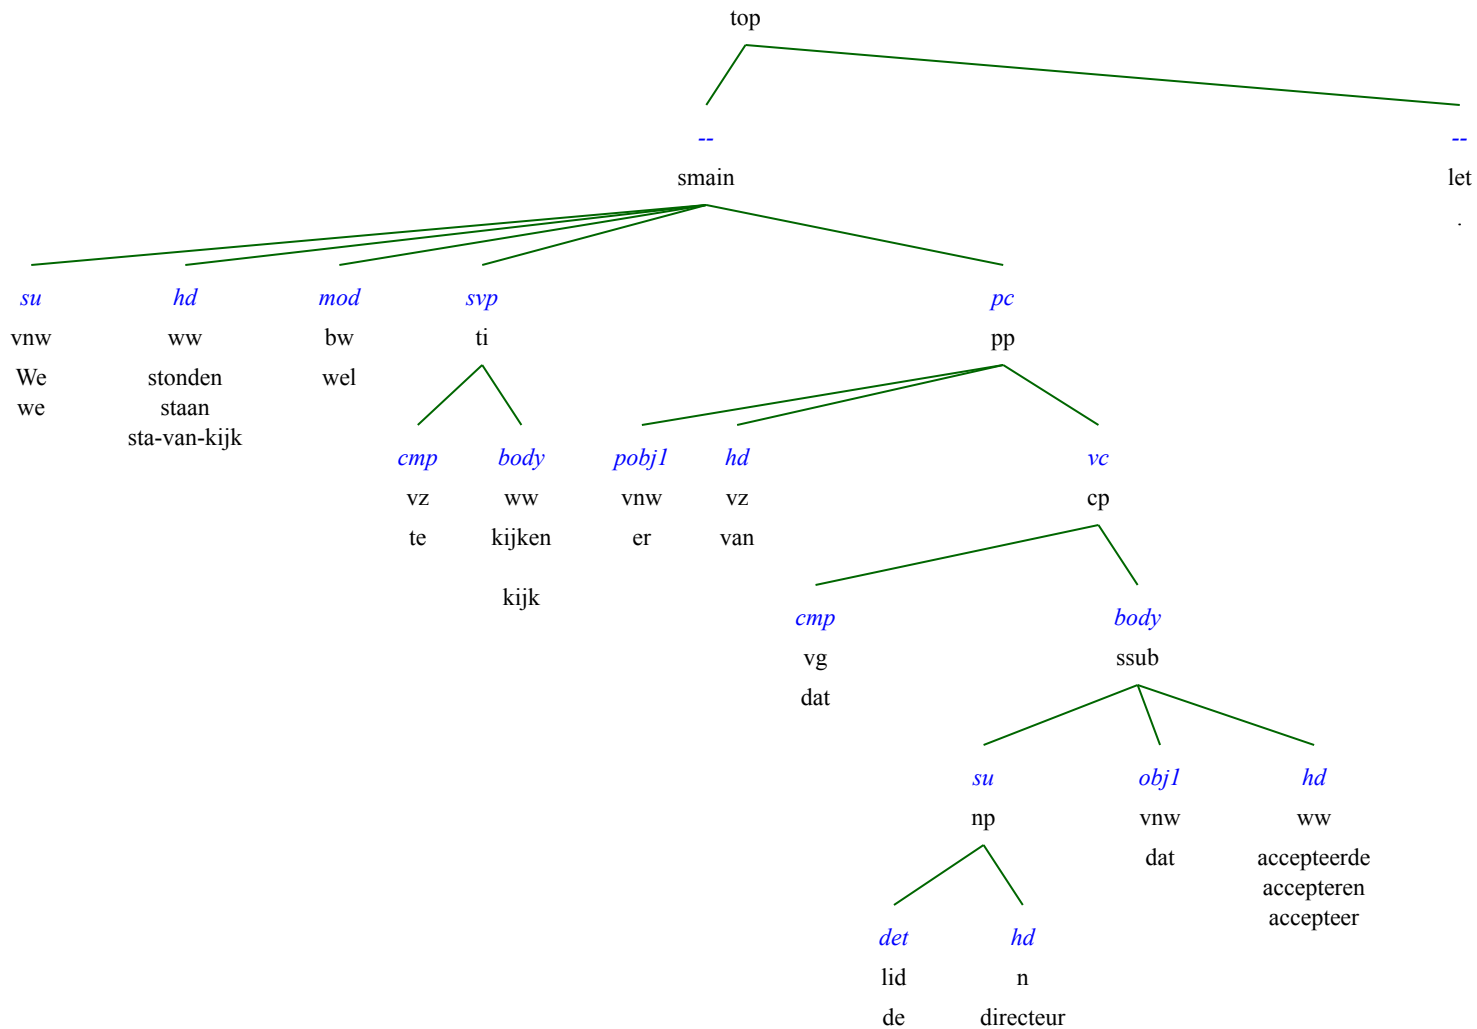 top
-- --
smain let
.
su hd mod svp pc
vnw ww bw ti pp
We stonden wel
we staan
sta-van-kijk
cmp body pobj1 hd vc
vz ww vnw vz cp
te kijken er van
kijk
cmp body
vg ssub
dat
su obj1 hd
np vnw ww
dat accepteerde
accepteren
accepteer
det hd
lid n
de directeur